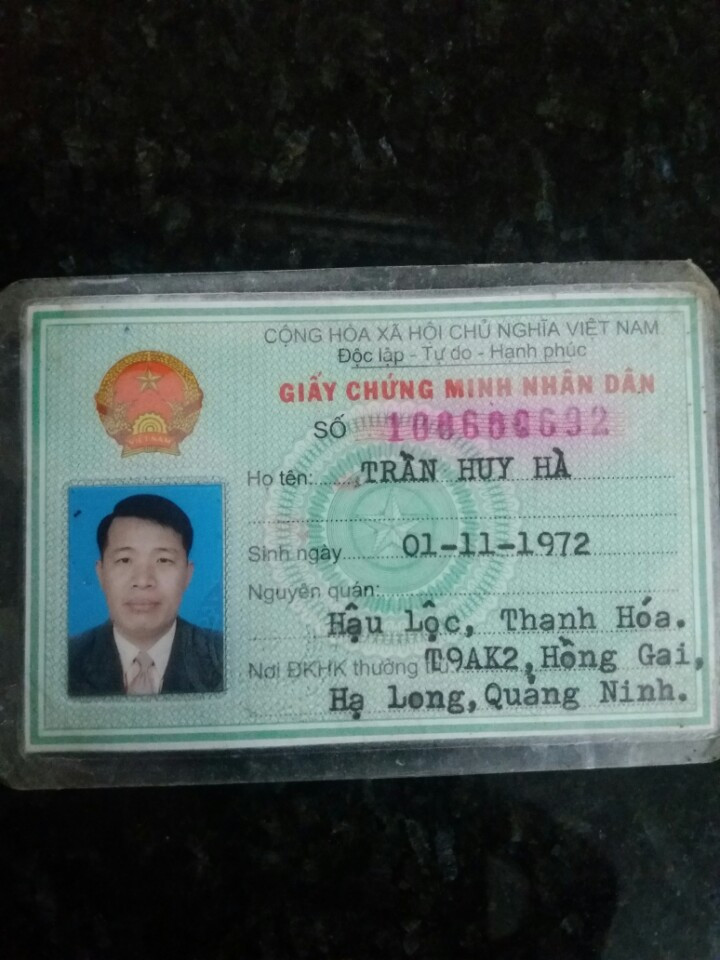 CỘNG HÒA XÃ HỘI CHỦ NGHĨA VIỆT NAM
Độc lập - Tự do - Hạnh phúc
GIẤY CHỨNG MINH NHÂN DÂN
SỐ
Họ tên: TRẦN HUY HÀ
Sinh ngày 01-11-1972
Nguyên quán:
Hậu Lộc, Thanh Hóa.
Nơi ĐKHK thường T9AK2, Hồng Gai,
Hạ Long, Quảng Ninh.
VIETNAM